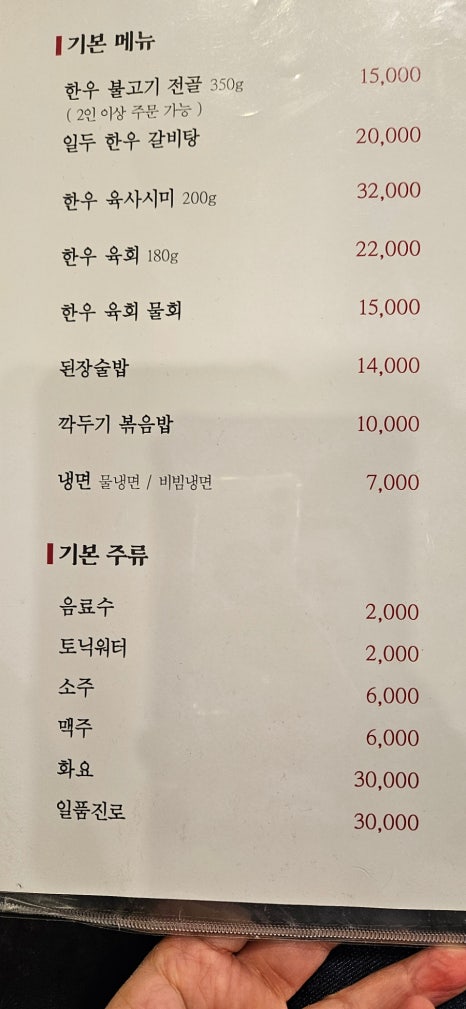 기본 메뉴
한우 불고기 전골 350g 15,000
( 2인 이상 주문 가능 )
일두 한우 갈비탕 20,000
한우 육사시미 200g 32,000
한우 육회 180g 22,000
한우 육회 물회 15,000
된장술밥 14,000
깍두기 볶음밥 10,000
냉면 물냉면 / 비빔냉면 7,000
기본 주류
음료수 2,000
토닉워터 2,000
소주 6,000
맥주 6,000
화요 30,000
일품진로 30,000